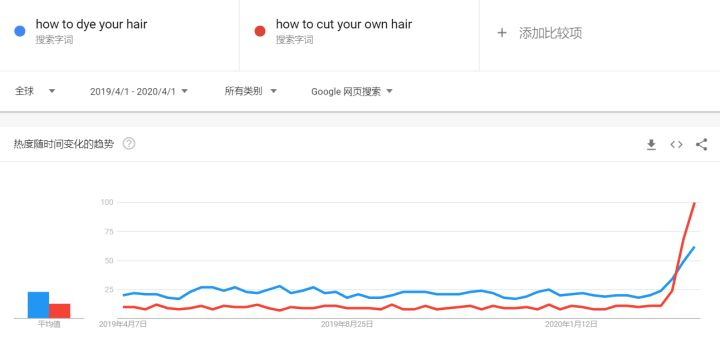 how to dye your hair
搜索字词
how to cut your own hair
搜索字词
+ 添加比较项
全球
2019/4/1 - 2020/4/1
所有类别
Google 网页搜索
热度随时间变化的趋势
?
100
75
50
25
平均值
2019年4月7日
2019年8月25日
2020年1月12日